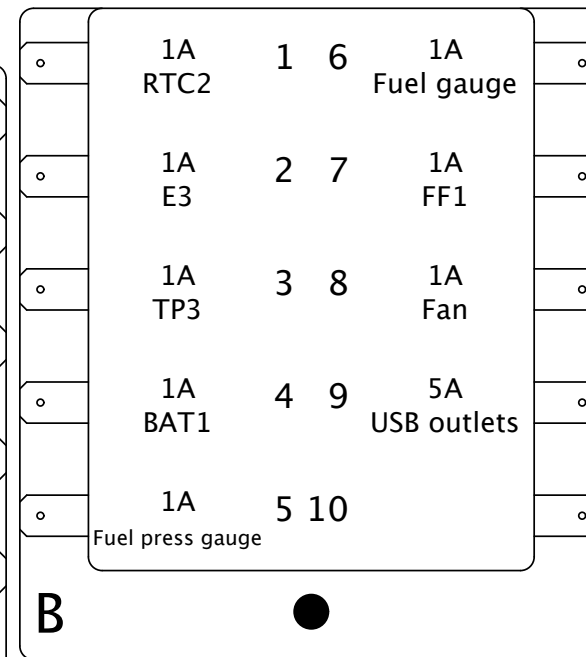 1A 1 6 1A
RTC2 Fuel gauge
1A 2 7 1A
E3 FF1
1A 3 8 1A
TP3 Fan
1A 4 9 5A
BAT1 USB outlets
1A 5 10
Fuel press gauge
B